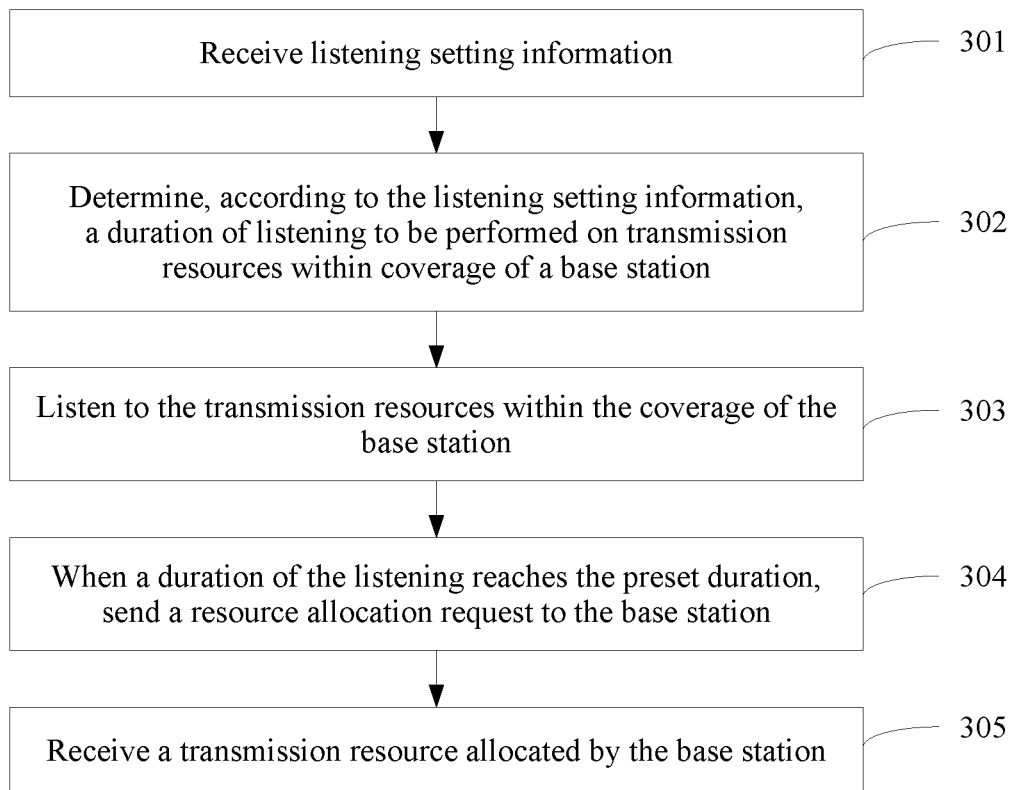 Receive listening setting information
301
Determine, according to the listening setting information,
a duration of listening to be performed on transmission
resources within coverage of a base station
302
Listen to the transmission resources within the coverage of the
base station
303
When a duration of the listening reaches the preset duration,
send a resource allocation request to the base station
304
Receive a transmission resource allocated by the base station
305